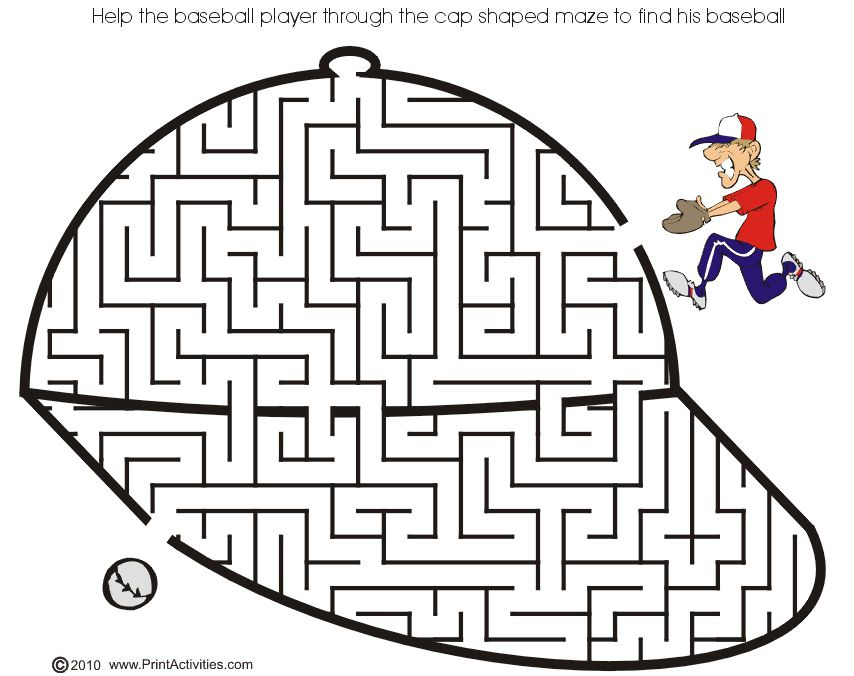 Help the baseball player through the cap shaped maze to find his baseball
©2010 www.PrintActivities.com